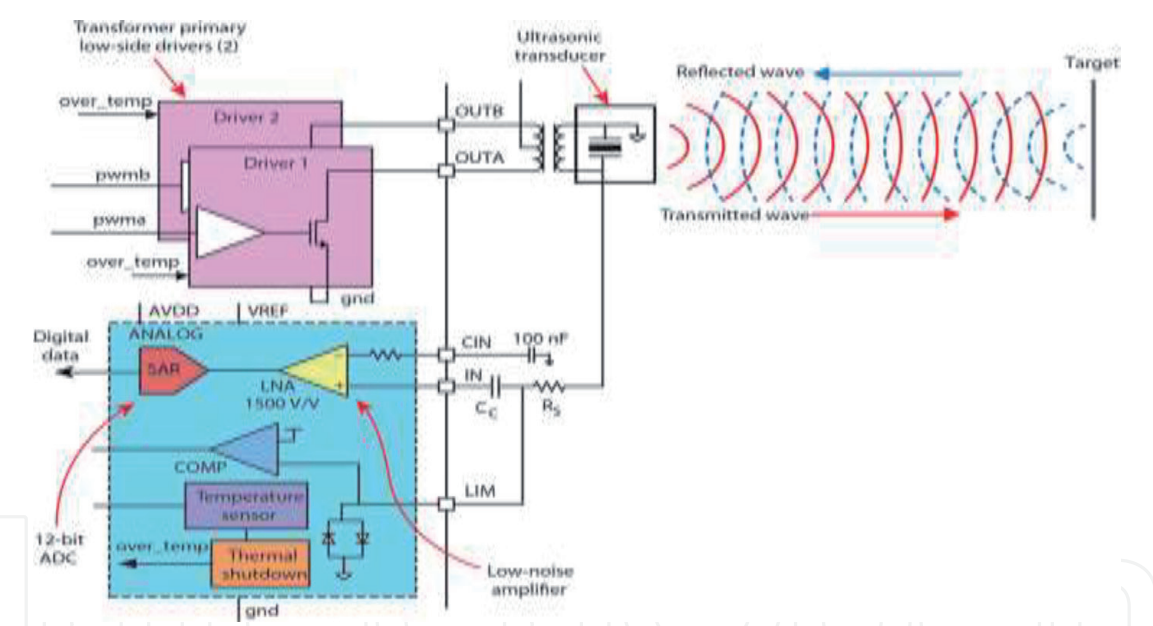 Transformer primary
low-side drivers (2)
Ultrasonic
transducer
Reflected wave
Target
over_temp
Driver 2
OUTB
Driver 1
OUTA
pwmb
pwma
Transmitted wave
over_temp
gnd
AVDD
VREF
Digital
data
ANALOG
CIN
100 nF
SAR
IN
LNA
1500 V/V
CC
RS
COMP
LIM
Temperature
sensor
12-bit
ADC
over_temp
Thermal
shutdown
Low-noise
amplifier
gnd